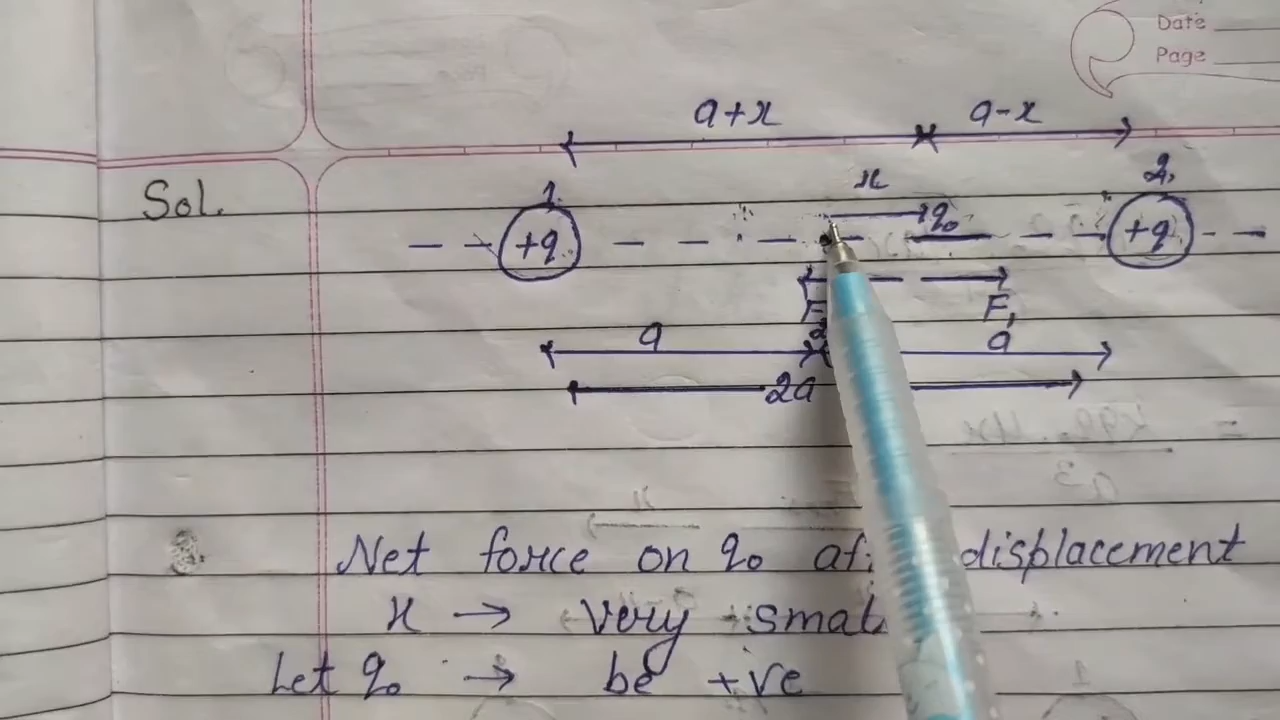 Date
Page
a+x a-x
Sol. 1. x 2.
+q q₀ +q
F F₁
a a
2a
Net force on q₀ displacement
x → very small
Let q₀ → be +ve